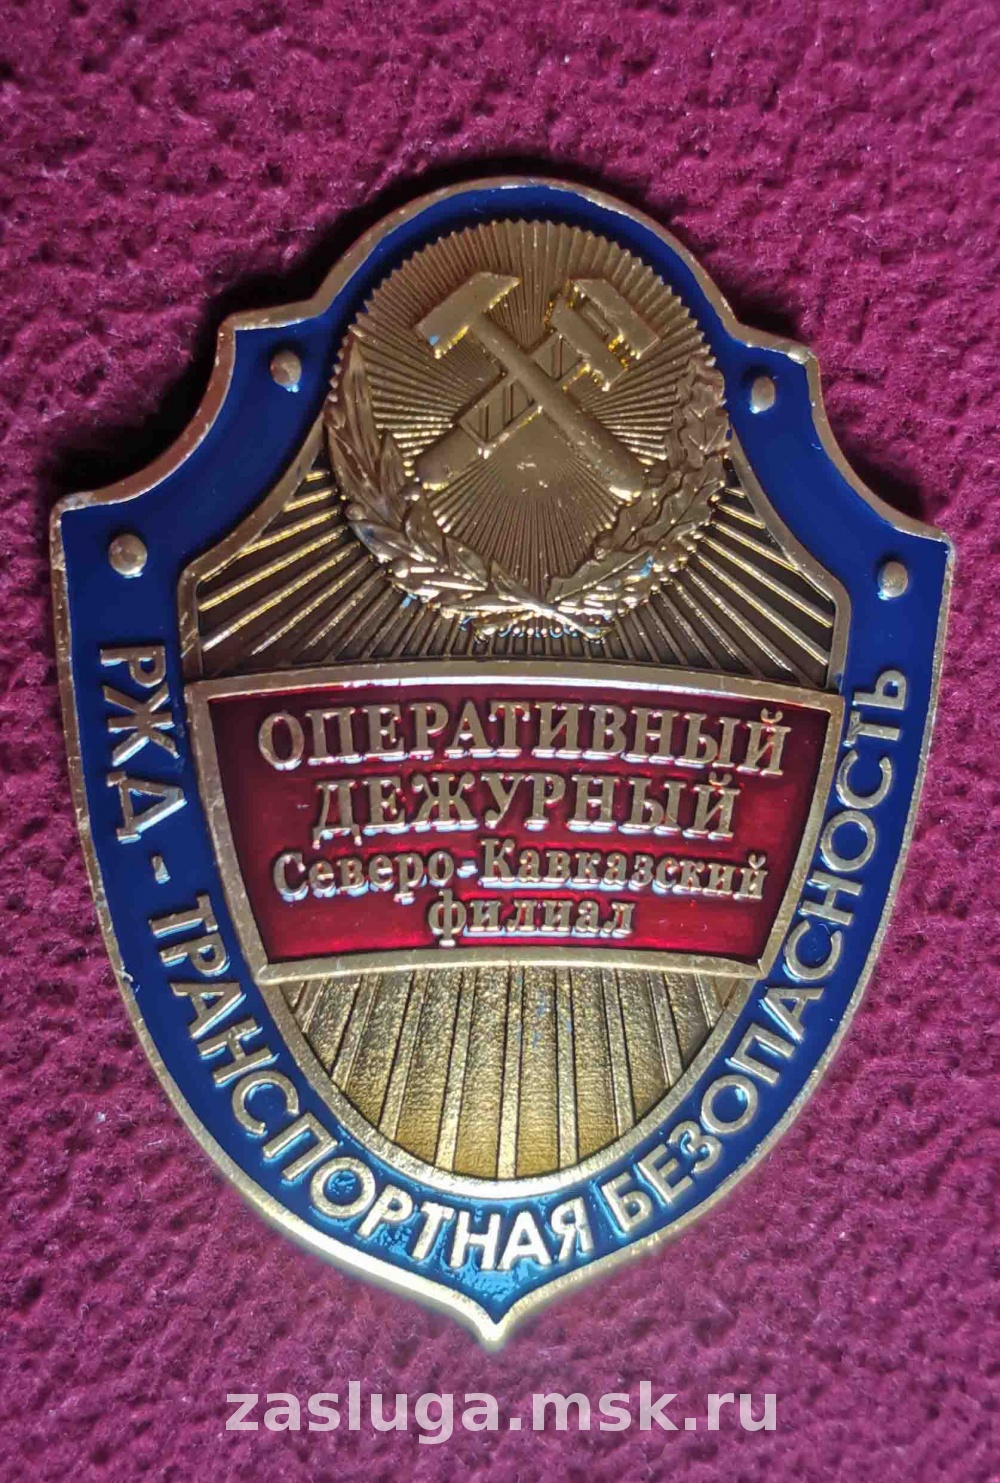 ОПЕРАТИВНЫЙ
ДЕЖУРНЫЙ
Северо-Кавказский
филиал
РЖД - ТРАНСПОРТНАЯ БЕЗОПАСНОСТЬ
zasluga.msk.ru